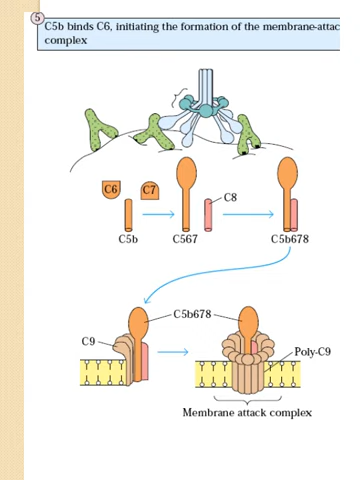 5
C5b binds C6, initiating the formation of the membrane-attac
complex
C6
C7
C8
C5b
C567
C5b678
C5b678
C9
Poly-C9
Membrane attack complex